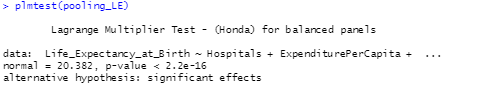 > plmtest(pooling_LE)
Lagrange Multiplier Test - (Honda) for balanced panels
data: Life_Expectancy_at_Birth ~ Hospitals + ExpenditurePerCapita + ...
normal = 20.382, p-value < 2.2e-16
alternative hypothesis: significant effects